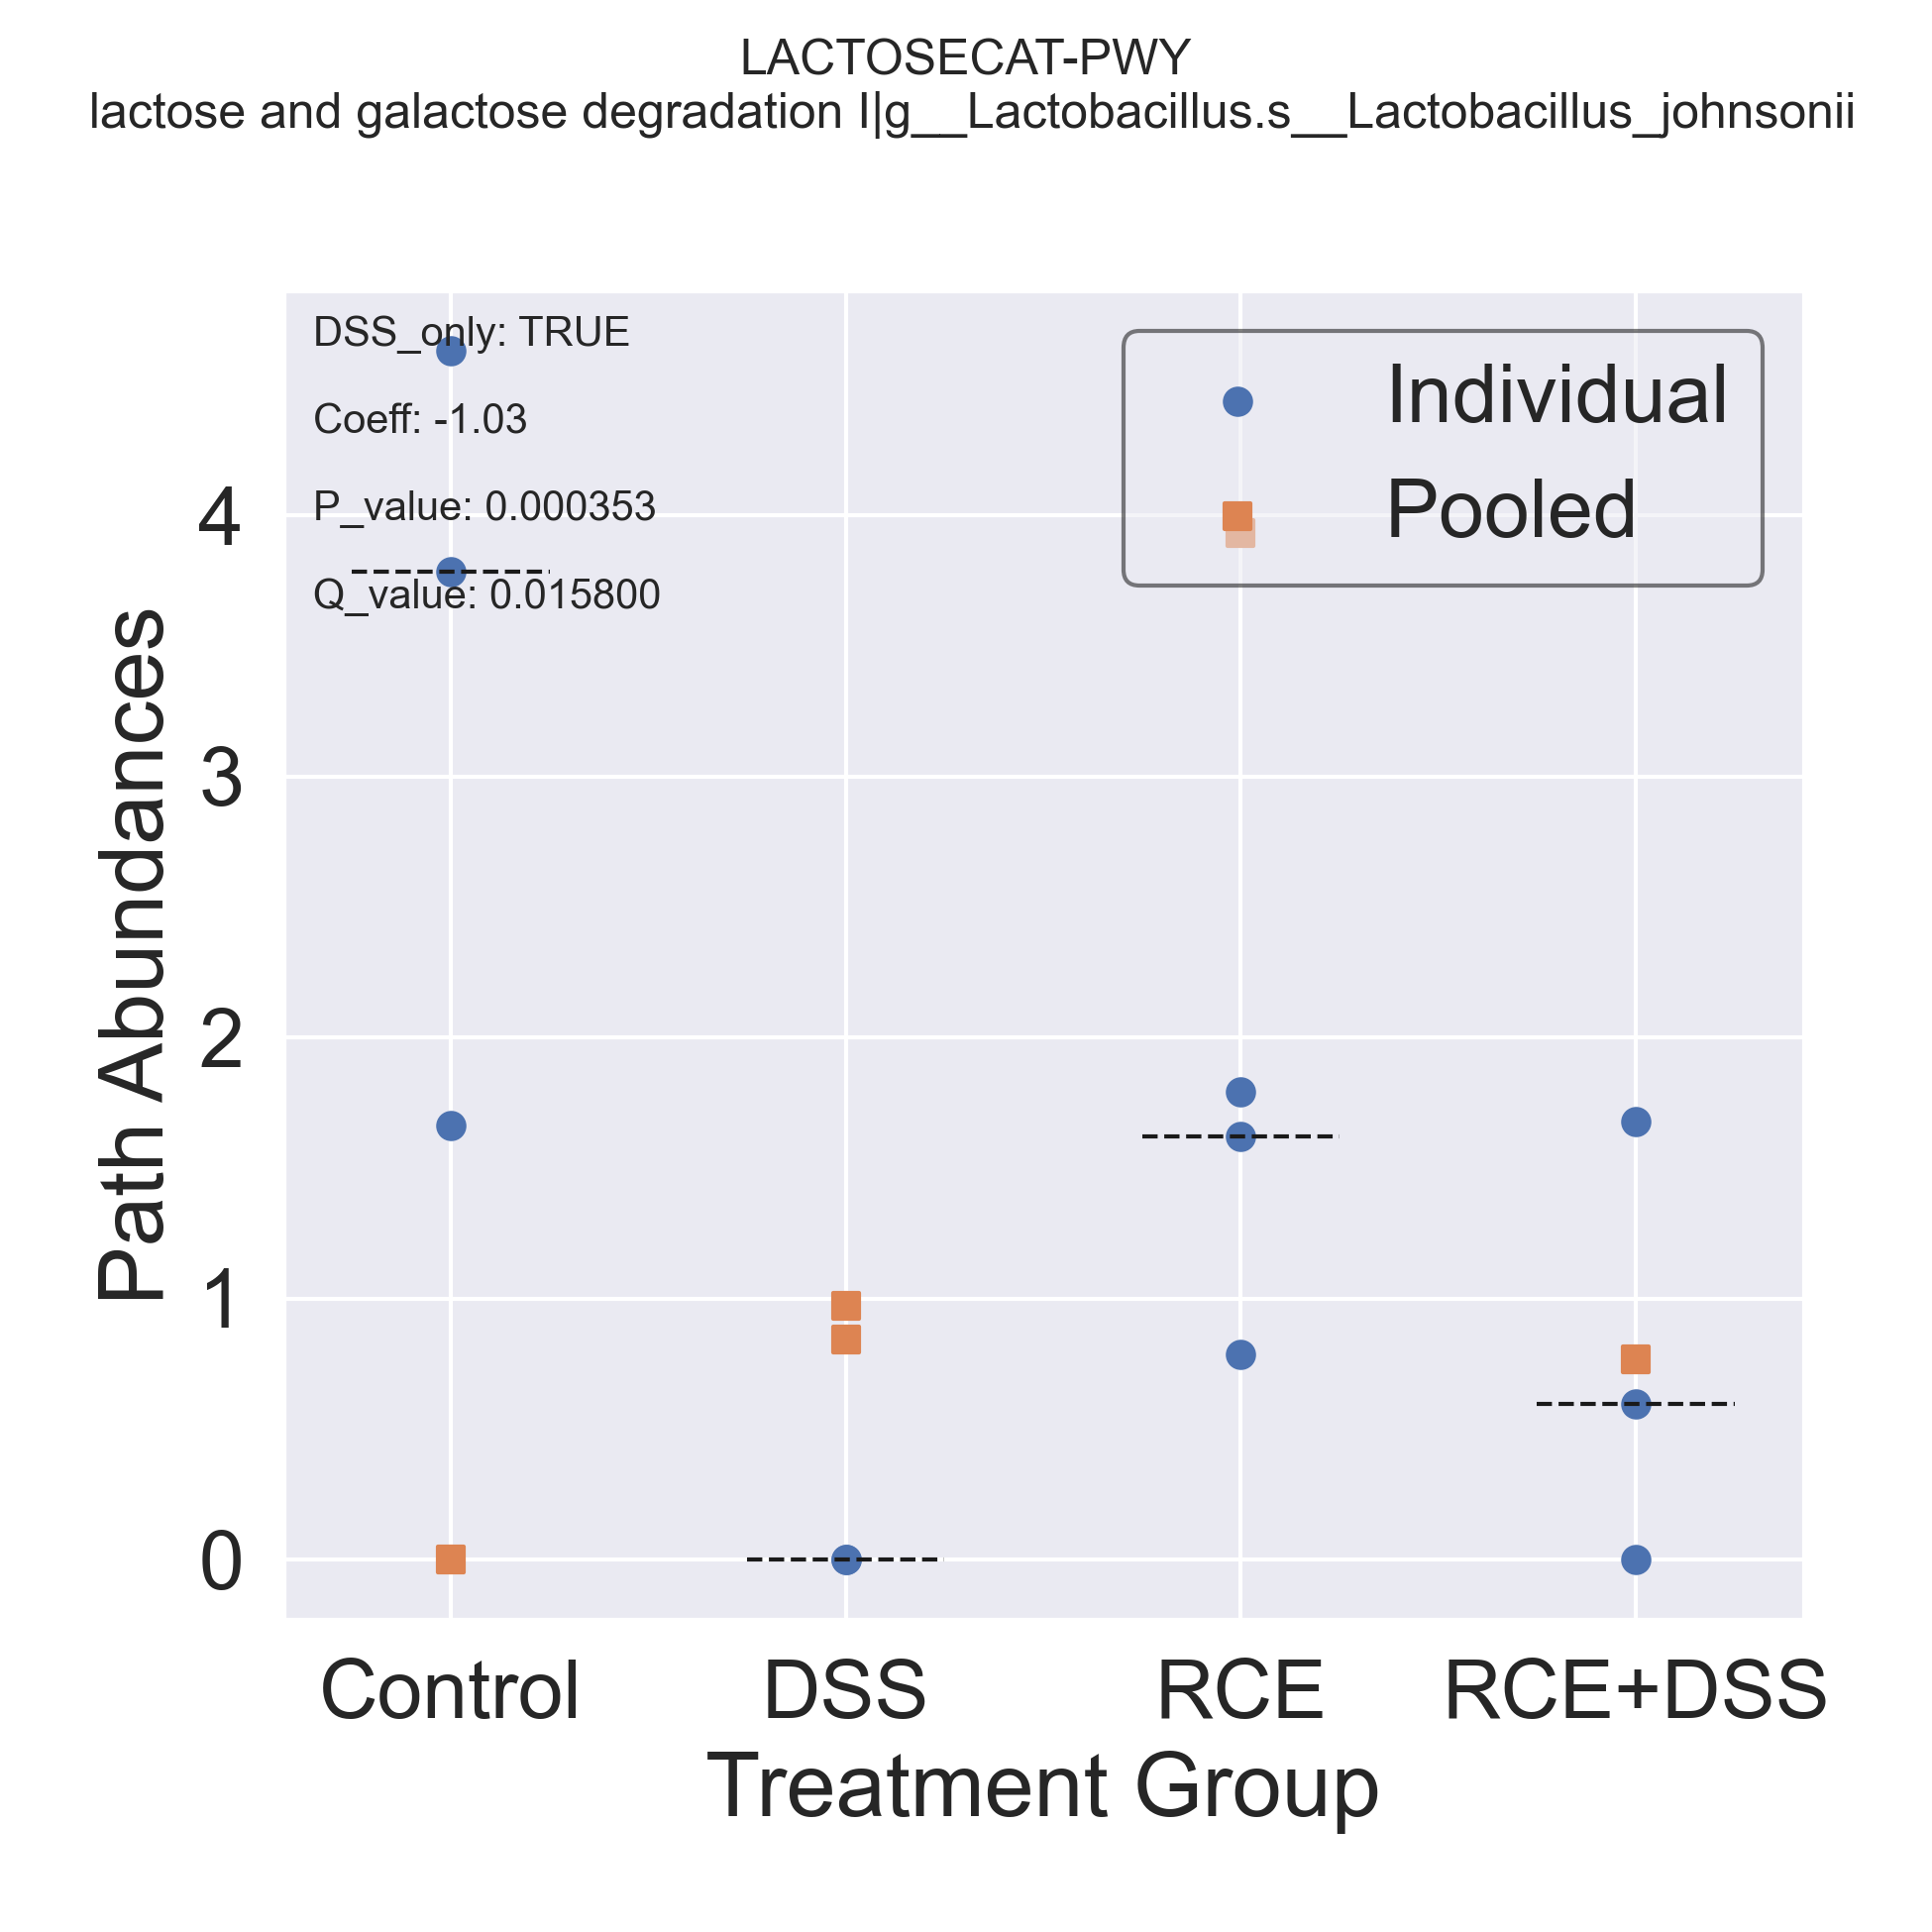 LACTOSECAT-PWY
lactose and galactose degradation I|g__Lactobacillus.s__Lactobacillus_johnsonii
DSS_only: TRUE
Coeff: -1.03
P_value: 0.000353
Q_value: 0.015800
Individual
Pooled
Path Abundances
4
3
2
1
0
Control
DSS
RCE
RCE+DSS
Treatment Group